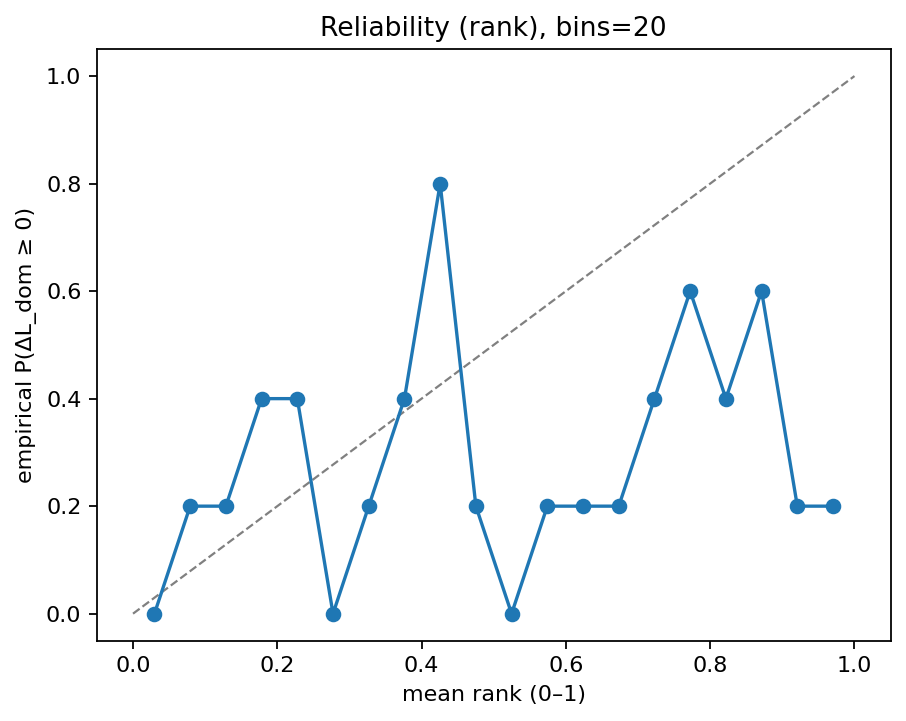 Reliability (rank), bins=20
empirical P(ΔL_dom ≥ 0)
1.0
0.8
0.6
0.4
0.2
0.0
0.0 0.2 0.4 0.6 0.8 1.0
mean rank (0–1)